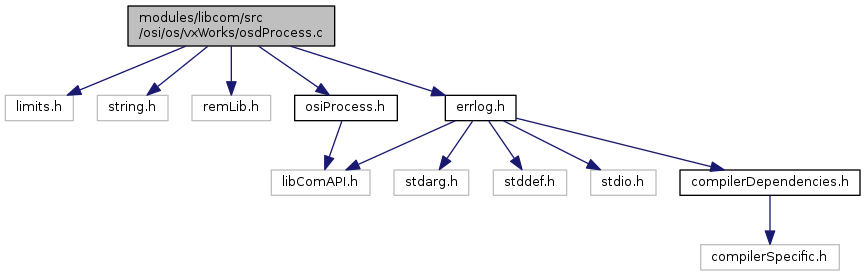 modules/libcom/src
/osi/os/vxWorks/osdProcess.c
limits.h
string.h
remLib.h
osiProcess.h
errlog.h
libComAPI.h
stdarg.h
stddef.h
stdio.h
compilerDependencies.h
compilerSpecific.h